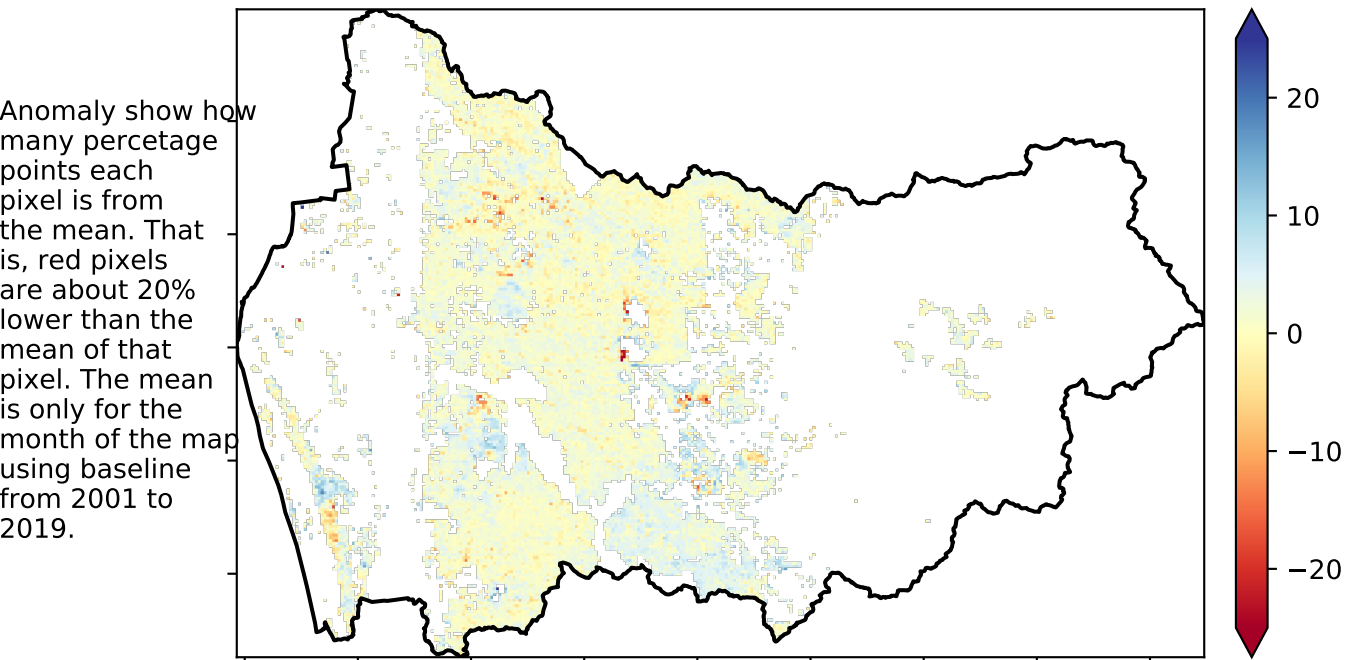 Anomaly show how
many percetage
points each
pixel is from
the mean. That
is, red pixels
are about 20%
lower than the
mean of that
pixel. The mean
is only for the
month of the map
using baseline
from 2001 to
2019.
20
10
0
−10
−20